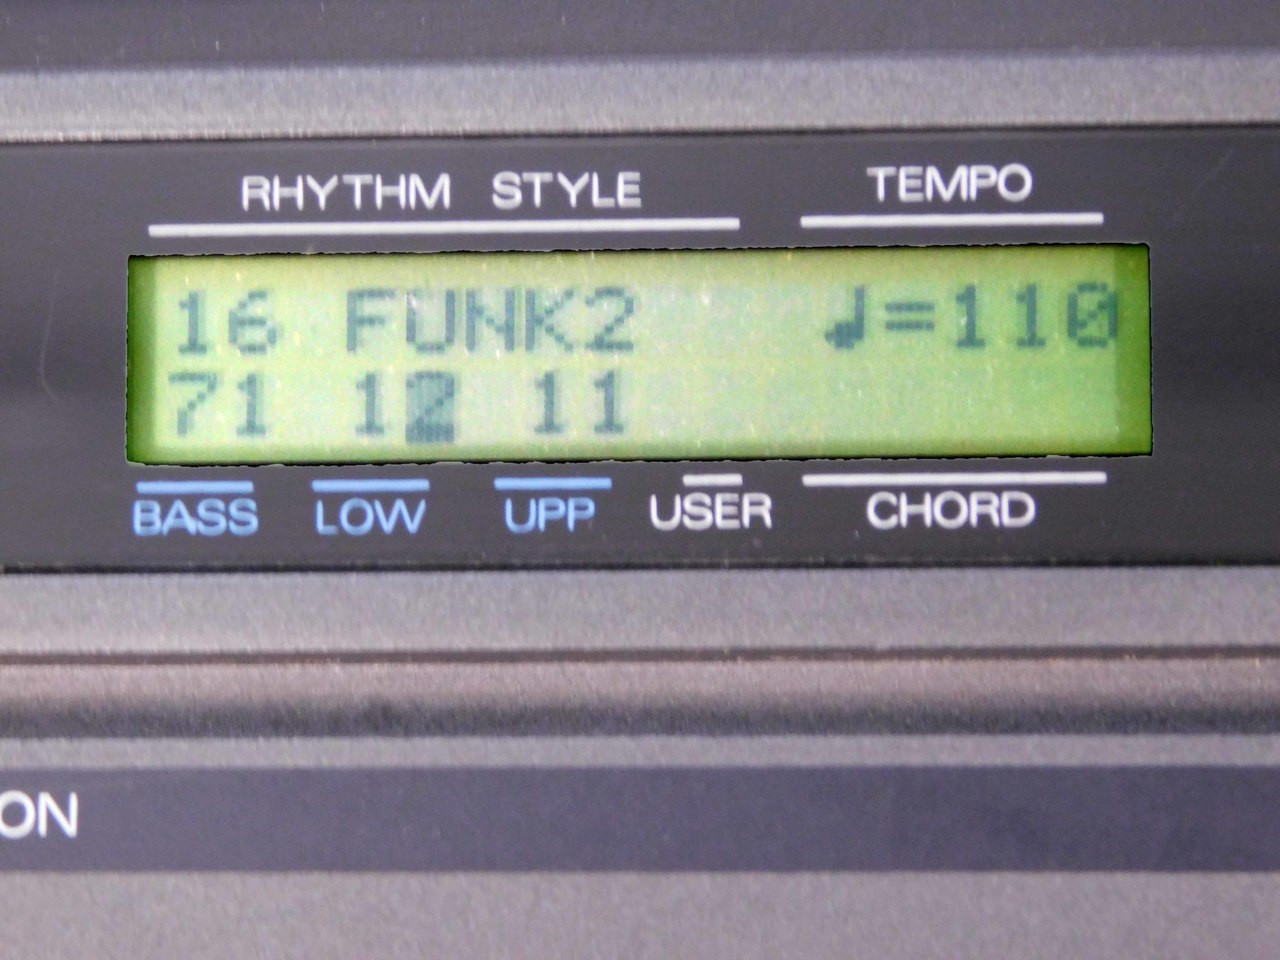 RHYTHM STYLE TEMPO
16 FUNK2 ♩=110
71 12 11
BASS LOW UPP USER CHORD
ON